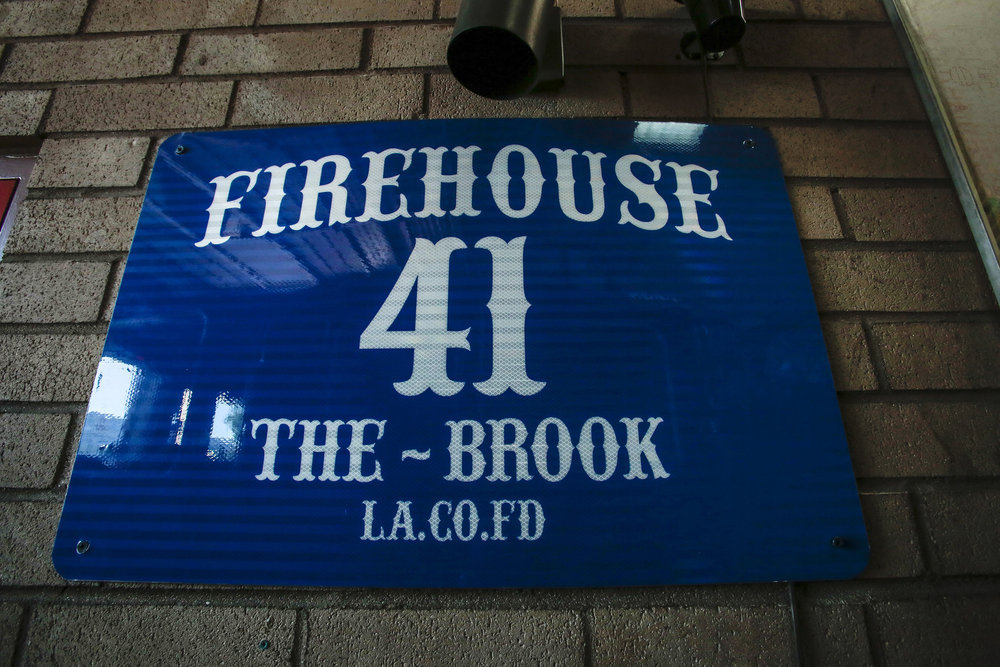 FIREHOUSE
41
THE ~ BROOK
LA.CO.FD